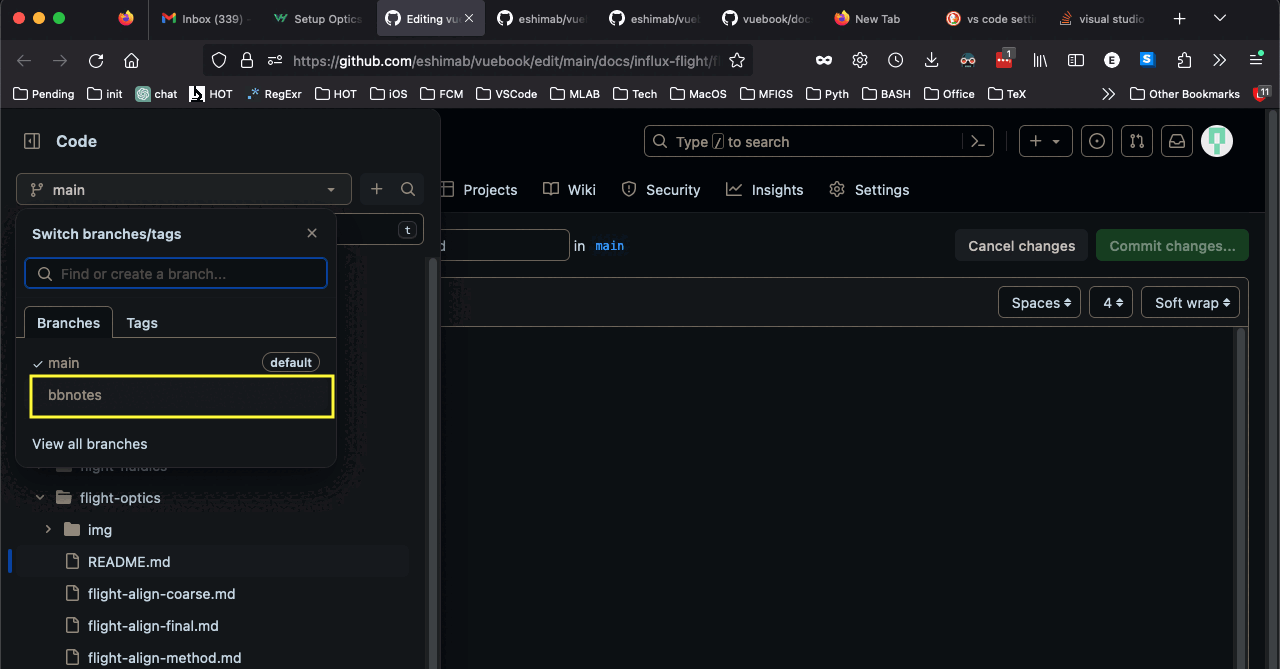 Inbox (339)
Setup Optics
Editing vue
eshimab/vue
eshimab/vue
vuebook/doc
New Tab
vs code setti
visual studio
https://github.com/eshimab/vuebook/edit/main/docs/influx-flight/fl
1
E
S
Pending
init
chat
HOT
RegExr
HOT
iOS
FCM
VSCode
MLAB
Tech
MacOS
MFIGS
Pyth
BASH
Office
TeX
Other Bookmarks
11
Code
Type / to search
main
Projects
Wiki
Security
Insights
Settings
t
Switch branches/tags
d
in main
Cancel changes
Commit changes...
Find or create a branch...
Spaces
4
Soft wrap
Branches
Tags
main
default
bbnotes
View all branches
flight-fluidics
flight-optics
img
README.md
flight-align-coarse.md
flight-align-final.md
flight-align-method.md